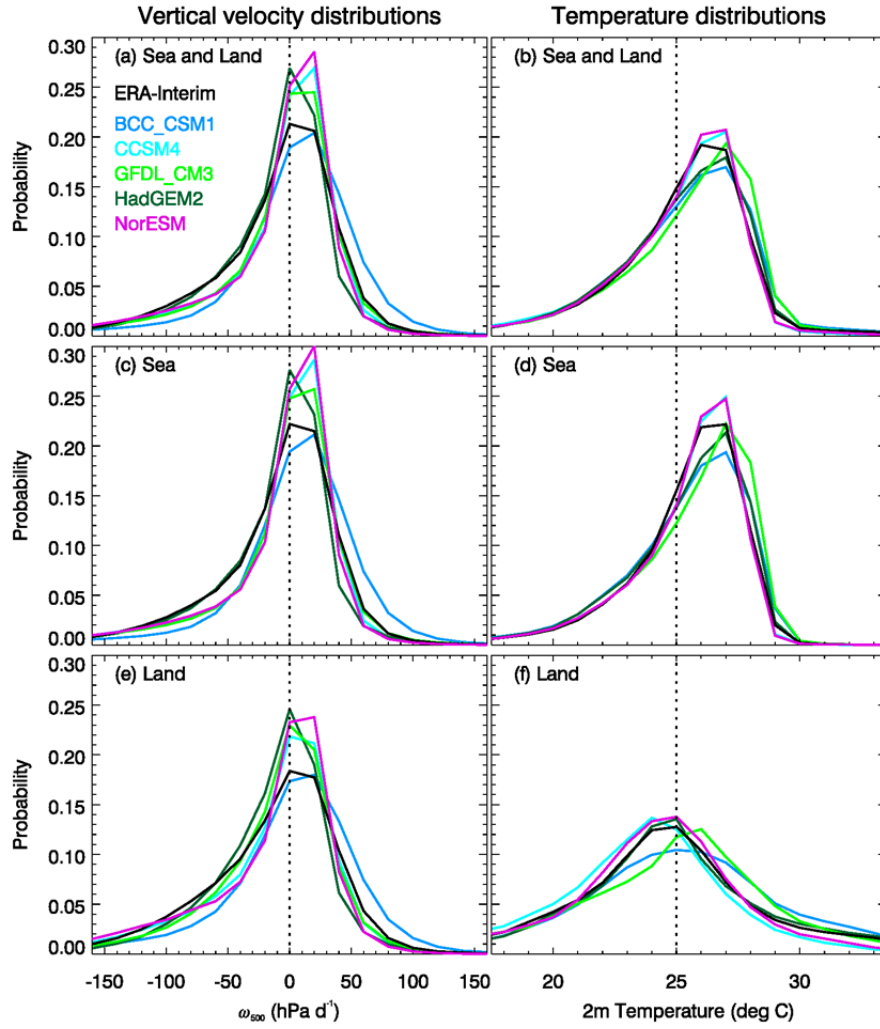 Vertical velocity distributions
Temperature distributions
(a) Sea and Land
ERA-Interim
BCC_CSM1
CCSM4
GFDL_CM3
HadGEM2
NorESM
Probability
0.30
0.25
0.20
0.15
0.10
0.05
0.00
(b) Sea and Land
(c) Sea
Probability
0.30
0.25
0.20
0.15
0.10
0.05
0.00
(d) Sea
(e) Land
Probability
0.30
0.25
0.20
0.15
0.10
0.05
0.00
(f) Land
-150 -100 -50 0 50 100 150
ω₅₀₀ (hPa d⁻¹)
20 25 30
2m Temperature (deg C)